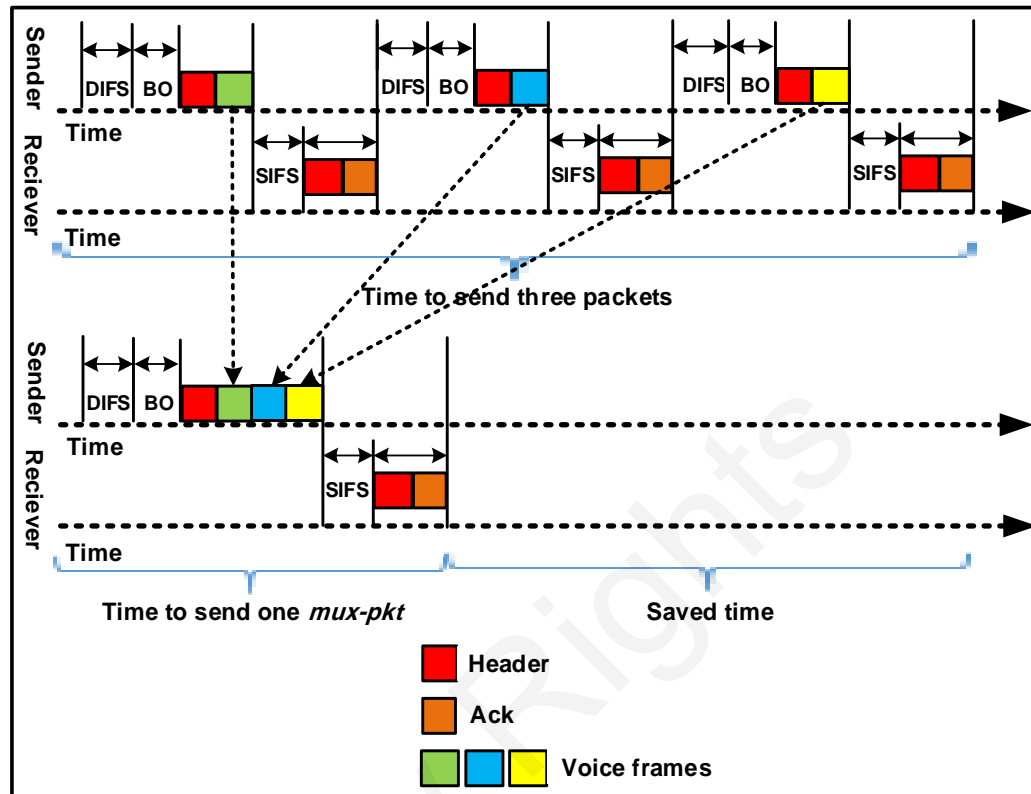 Sender
DIFS BO DIFS BO DIFS BO
Time
Reciever
SIFS SIFS SIFS
Time
Time to send three packets
Sender
DIFS BO
Time
Reciever
SIFS
Time
Time to send one mux-pkt
Saved time
Header
Ack
Voice frames
Rights